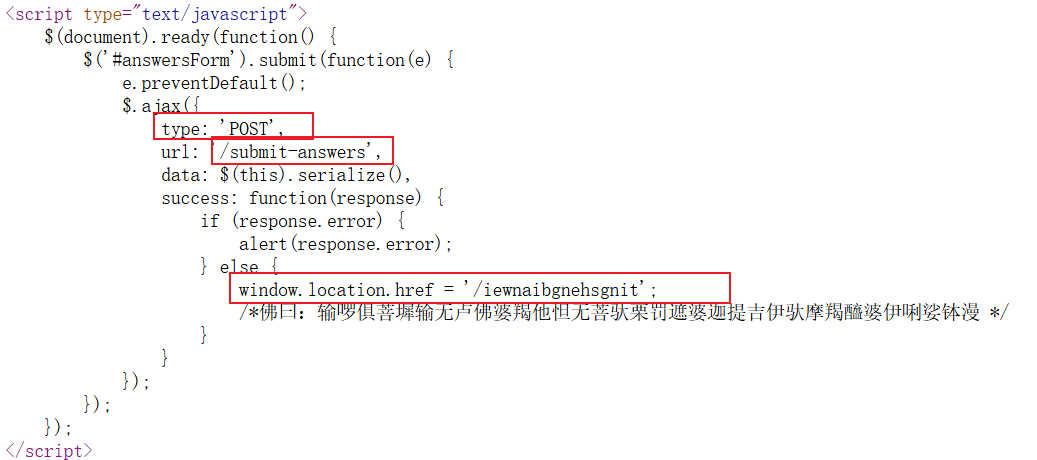 <script type="text/javascript">
$(document).ready(function() {
$('#answersForm').submit(function(e) {
e.preventDefault();
$.ajax({
type: 'POST',
url: '/submit-answers',
data: $(this).serialize(),
success: function(response) {
if (response.error) {
alert(response.error);
} else {
window.location.href = '/iewnaibgnehsgnit';
/*佛曰：输啰俱菩墀输无卢佛婆羯他怛无菩驮栗罚遮婆迦提吉伊驮摩羯醯婆伊唎娑钵漫 */
}
}
});
});
});
</script>